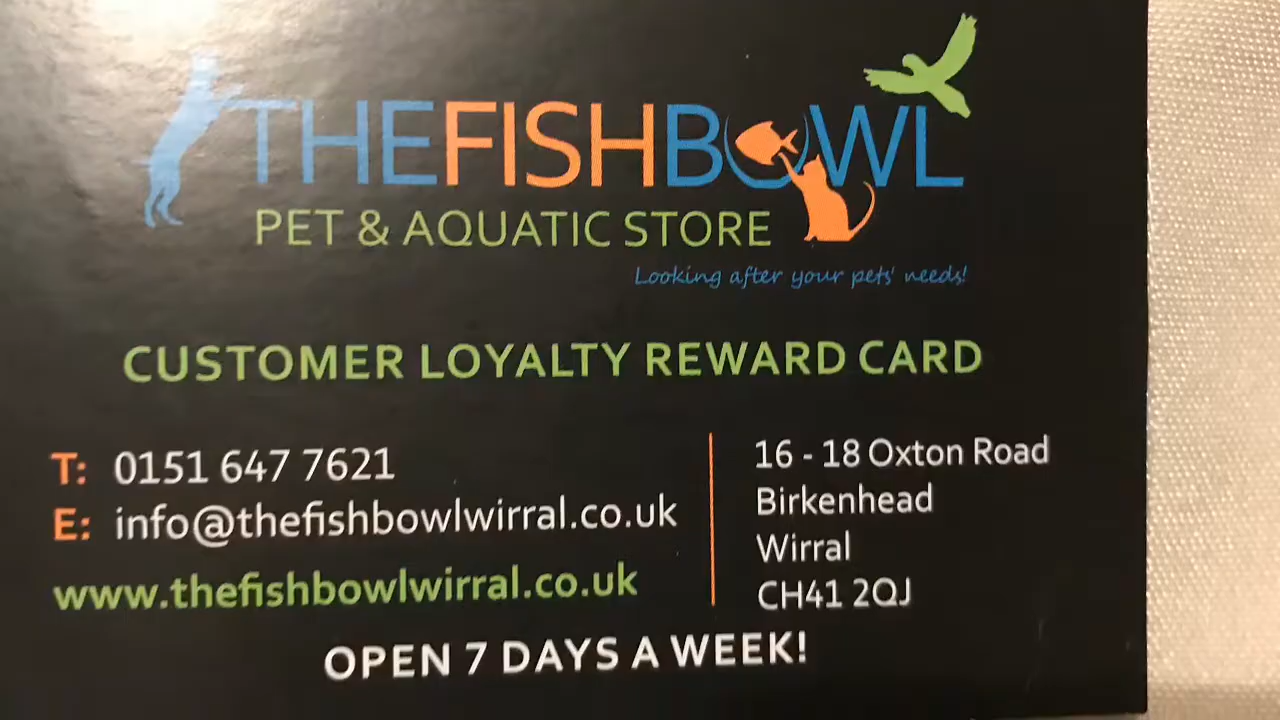 THEFISHBOWL
PET & AQUATIC STORE
Looking after your pets' needs!
CUSTOMER LOYALTY REWARD CARD
T: 0151 647 7621
E: info@thefishbowlwirral.co.uk
www.thefishbowlwirral.co.uk
16 - 18 Oxton Road
Birkenhead
Wirral
CH41 2QJ
OPEN 7 DAYS A WEEK!